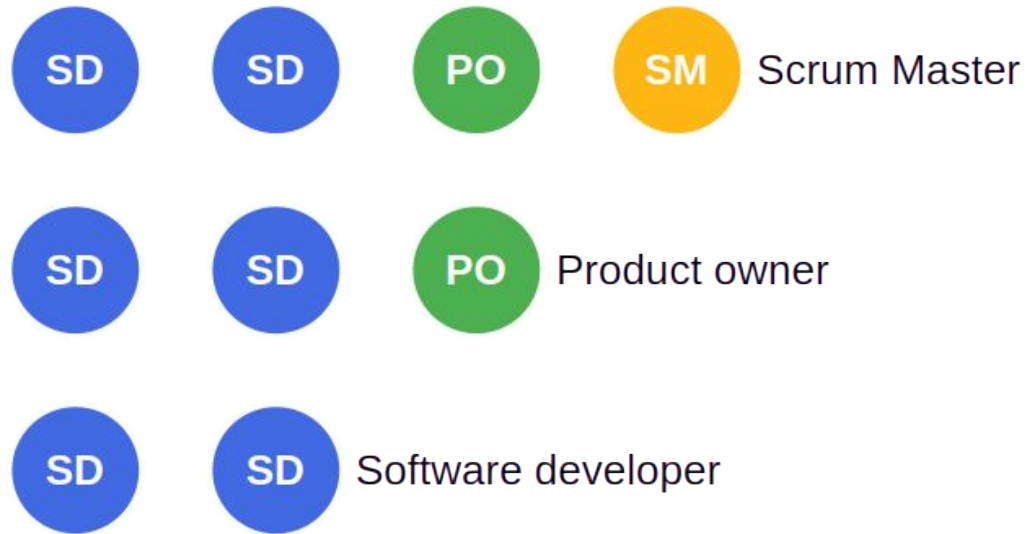 SD SD PO SM Scrum Master
SD SD PO Product owner
SD SD Software developer